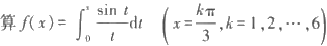 算 f(x) = ∫₀ˣ sin t / t dt (x = kπ/3, k = 1, 2, …, 6)